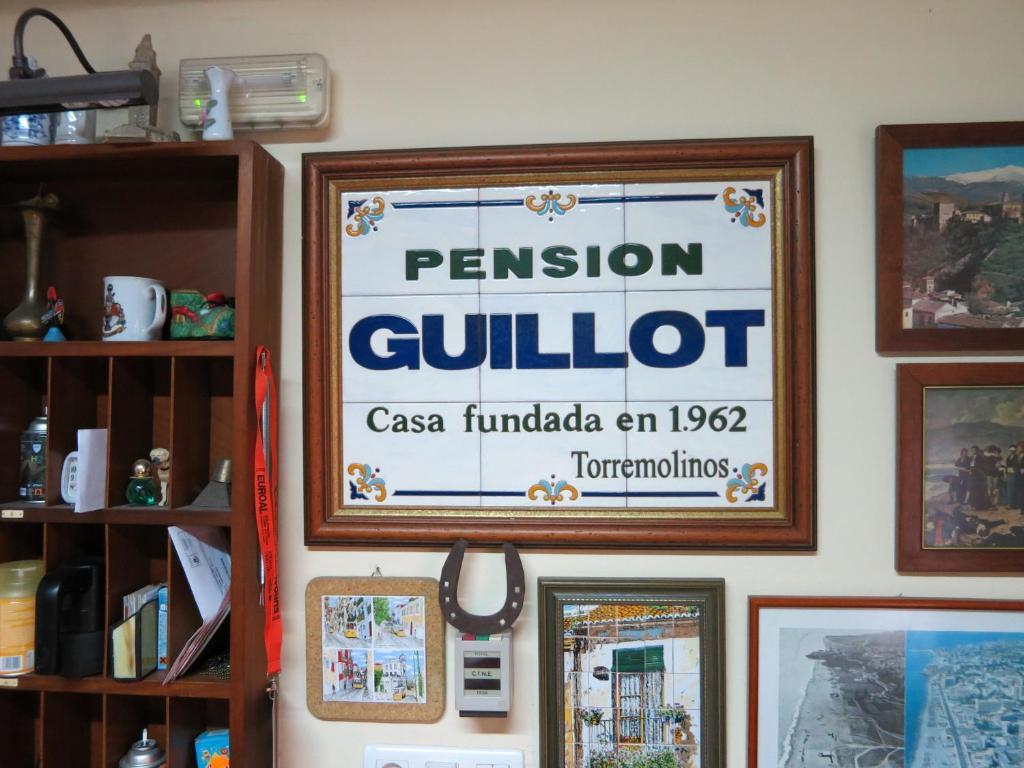 PENSION
GUILLOT
Casa fundada en 1.962
Torremolinos
EUROAL
C.T.N.E.